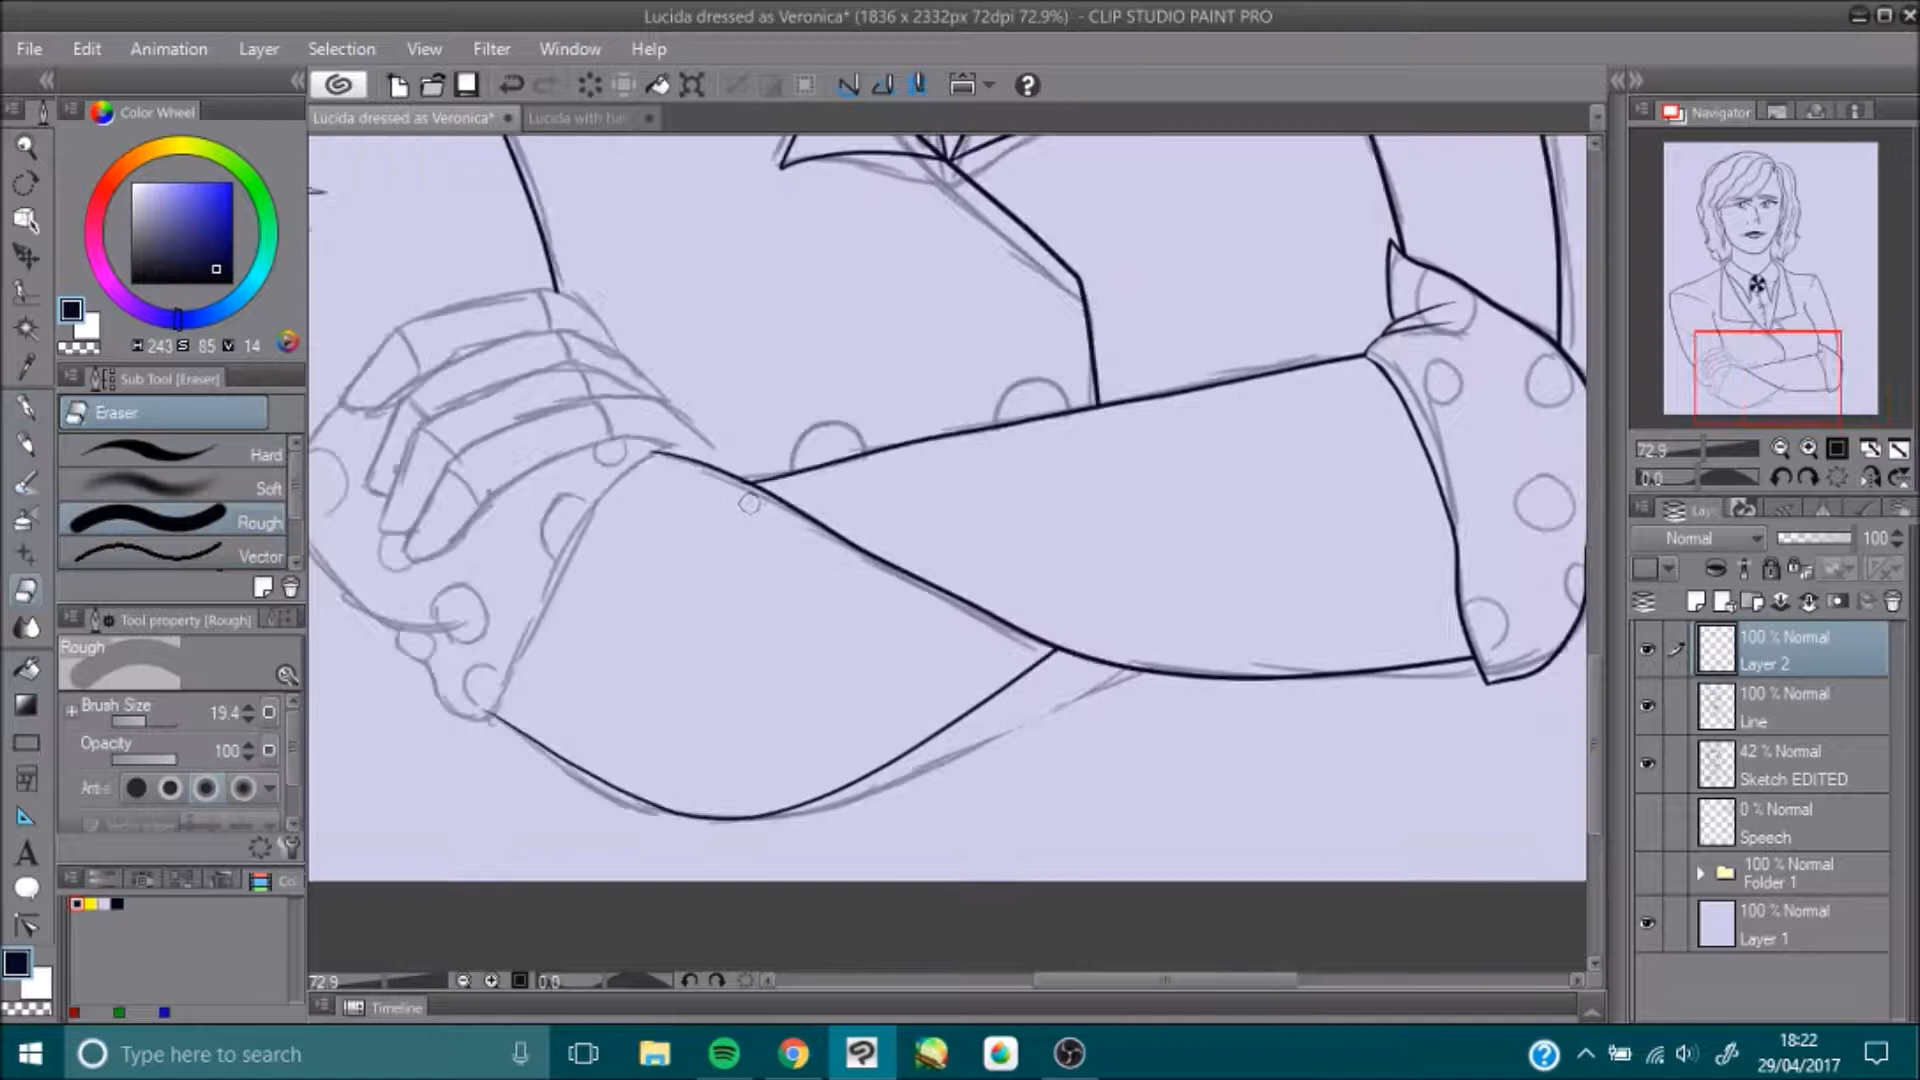 Lucida dressed as Veronica* (1836 x 2332px 72dpi 72.9%) - CLIP STUDIO PAINT PRO
File Edit Animation Layer Selection View Filter Window Help
Color Wheel
Lucida dressed as Veronica*
Lucida with
Navigator
H 243 S 85 V 14
Sub Tool [Eraser]
Eraser
Hard
Soft
Rough
Vector
72.9
0.0
Normal 100
Tool property [Rough]
Rough
Brush Size 19.4
Opacity 100
100 % Normal
Layer 2
100 % Normal
Line
42 % Normal
Sketch EDITED
0 % Normal
Speech
100 % Normal
Folder 1
100 % Normal
Layer 1
72.9 0.0
Timeline
Type here to search
18:22
29/04/2017